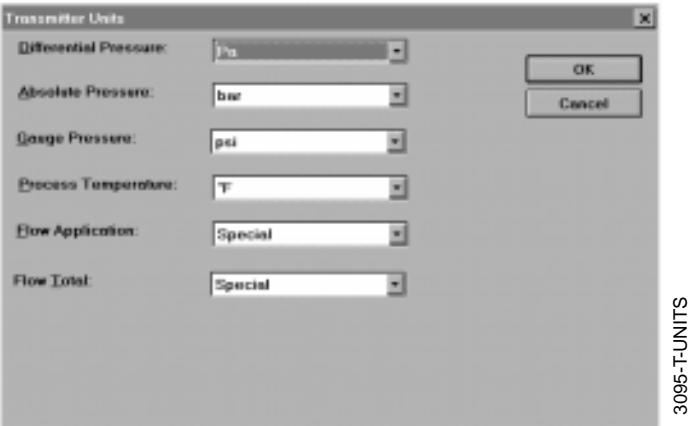 Transmitter Units
Differential Pressure: Pa
OK
Absolute Pressure: bar
Cancel
Gauge Pressure: psi
Process Temperature: °F
Flow Application: Special
Flow Total: Special
3095-T-UNITS